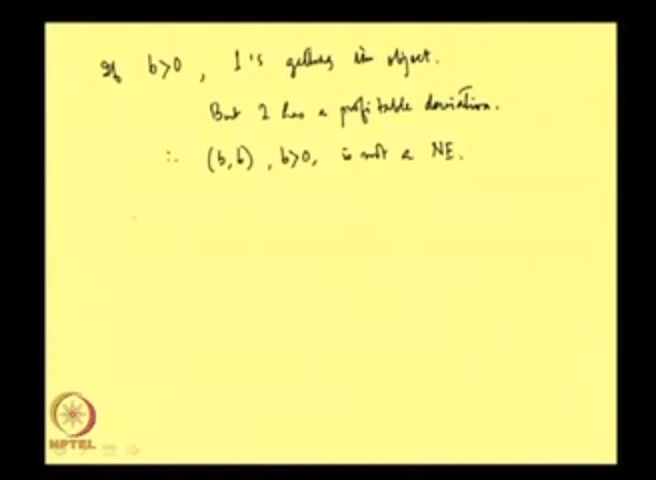 If b>0, 1's getting the object.
But 2 has a profitable deviation.
∴ (b,b), b>0, is not a NE.
NPTEL